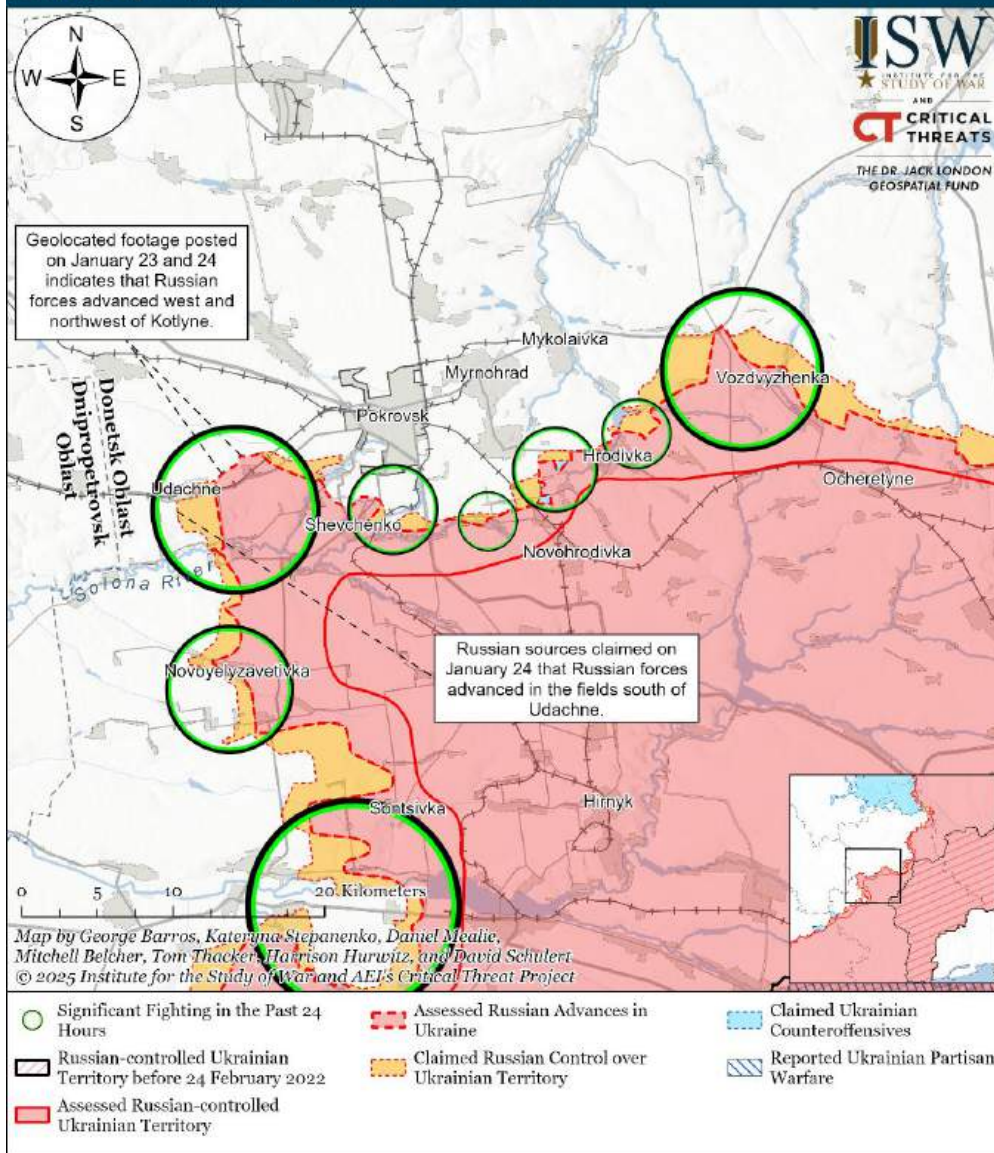 N
W
E
S
ISW
INSTITUTE FOR THE
STUDY OF WAR
AND
CT CRITICAL
THREATS
THE DR. JACK LONDON
GEOSPATIAL FUND
Geolocated footage posted
on January 23 and 24
indicates that Russian
forces advanced west and
northwest of Kotlyne.
Mykolaivka
Myrnohrad
Vozdvyzhenka
Donetsk Oblast
Dnipropetrovsk
Oblast
Pokrovsk
Hrodivka
Udachne
Ocheretyne
Shevchenko
Novohrodivka
Solona River
Novoyelyzavetivka
Russian sources claimed on
January 24 that Russian forces
advanced in the fields south of
Udachne.
Sontsivka
Hirnyk
0 5 10 20 Kilometers
Map by George Barros, Kateryna Stepanenko, Daniel Mealie,
Mitchell Belcher, Tom Thacker, Harrison Hurwitz, and David Schulert
© 2025 Institute for the Study of War and AEI's Critical Threat Project
Significant Fighting in the Past 24
Hours
Russian-controlled Ukrainian
Territory before 24 February 2022
Assessed Russian-controlled
Ukrainian Territory
Assessed Russian Advances in
Ukraine
Claimed Russian Control over
Ukrainian Territory
Claimed Ukrainian
Counteroffensives
Reported Ukrainian Partisan
Warfare